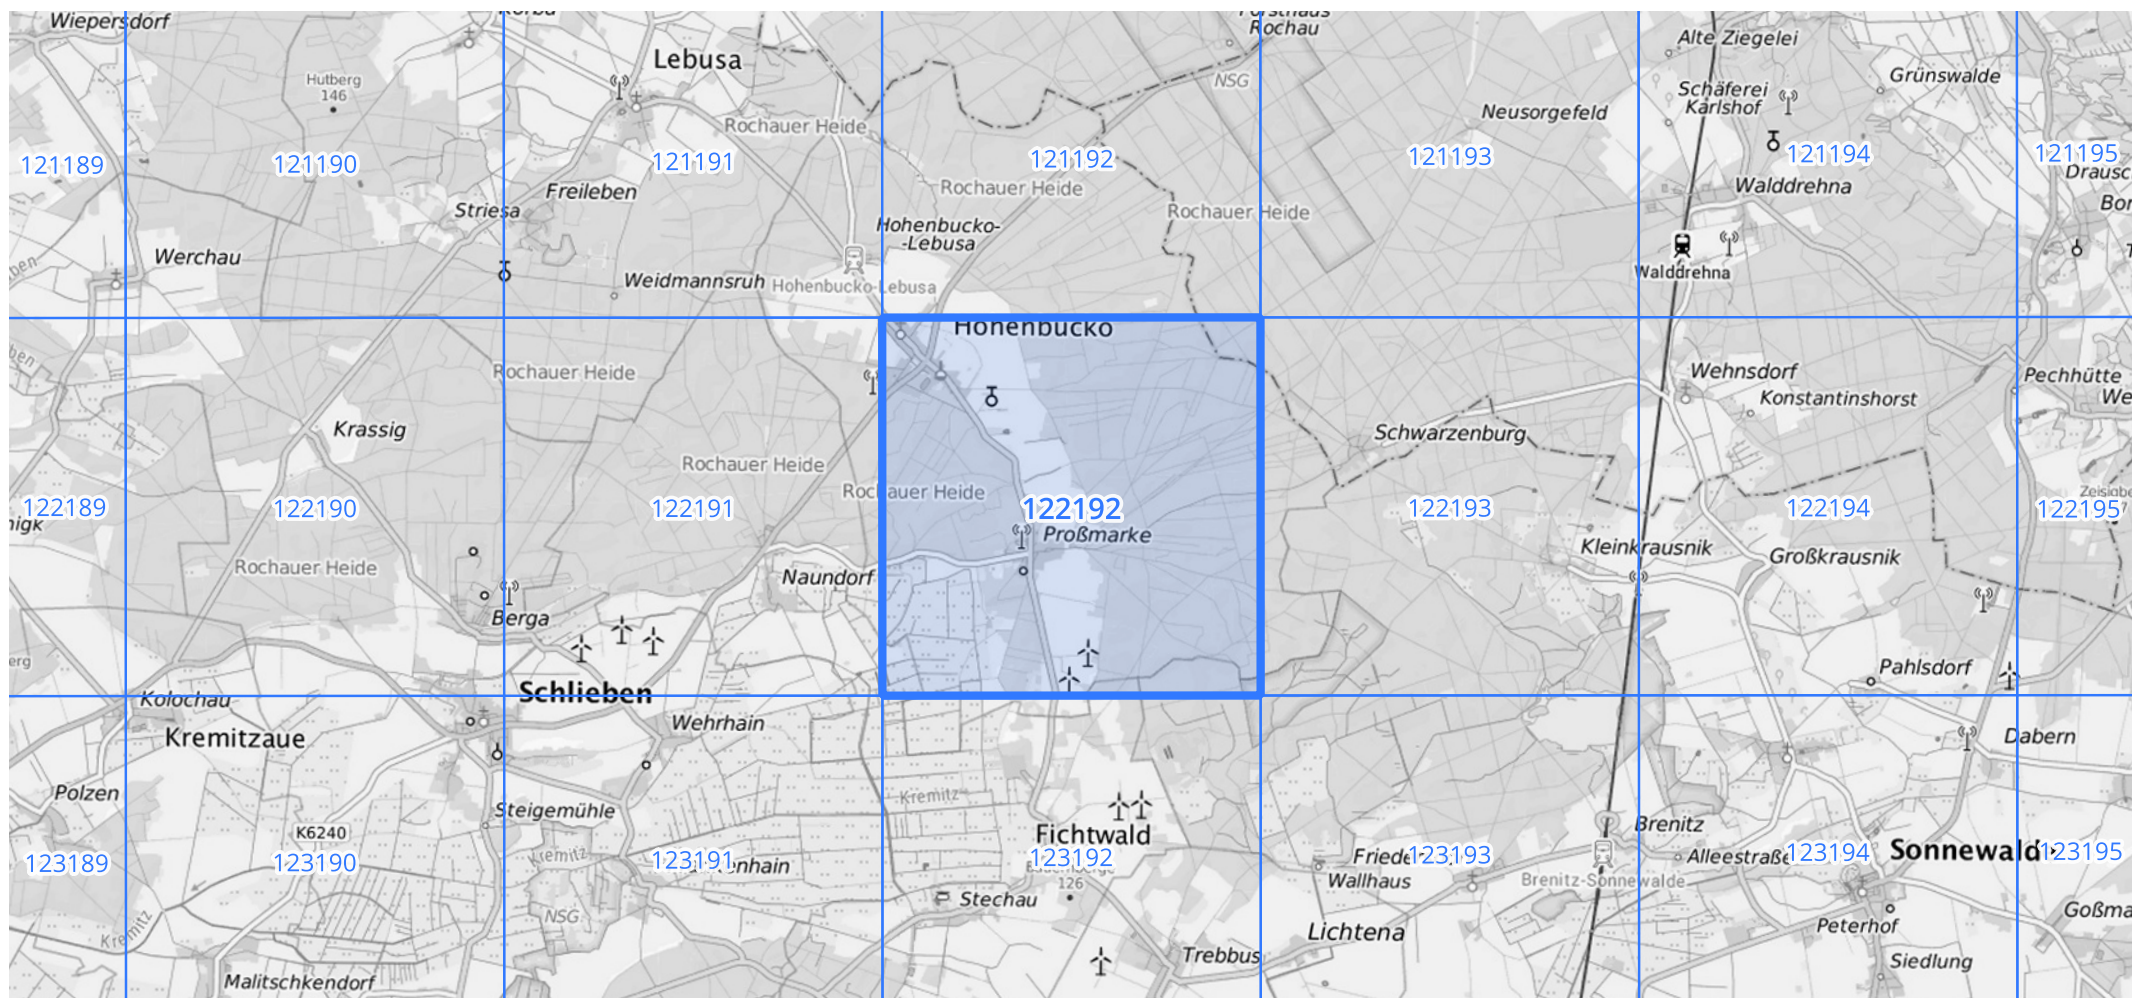 Wiepersdorf
Lebusa
Rochau
Alte Ziegelei
Hutberg
146
NSG
Schäferei
Karlshof
Grünswalde
Neusorgefeld
Rochauer Heide
121189
121190
121191
121192
121193
121194
121195
Freileben
Rochauer Heide
Walddrehna
Striesa
Rochauer Heide
Hohenbucko-
-Lebusa
Werchau
Weidmannsruh
Hohenbucko-Lebusa
Walddrehna
Hohenbucko
Rochauer Heide
Wehnsdorf
Pechhütte
Konstantinshorst
Krassig
Schwarzenburg
Rochauer Heide
Rochauer Heide
122189
122190
122191
122192
122193
122194
122195
Proßmarke
Kleinkrausnik
Großkrausnik
Rochauer Heide
Naundorf
Berga
Pahlsdorf
Schlieben
Kolochau
Wehrhain
Kremitzaue
Dabern
Polzen
Steigemühle
Kremitz
K6240
Fichtwald
Brenitz
Sonnewald
123189
123190
123191
123192
123193
123194
123195
Kremitz
Wallhaus
Alleestraße
Brenitz-Sonnewalde
126
Stechau
NSG
Kremitz
Lichtena
Peterhof
Trebbus
Siedlung
Malitschkendorf